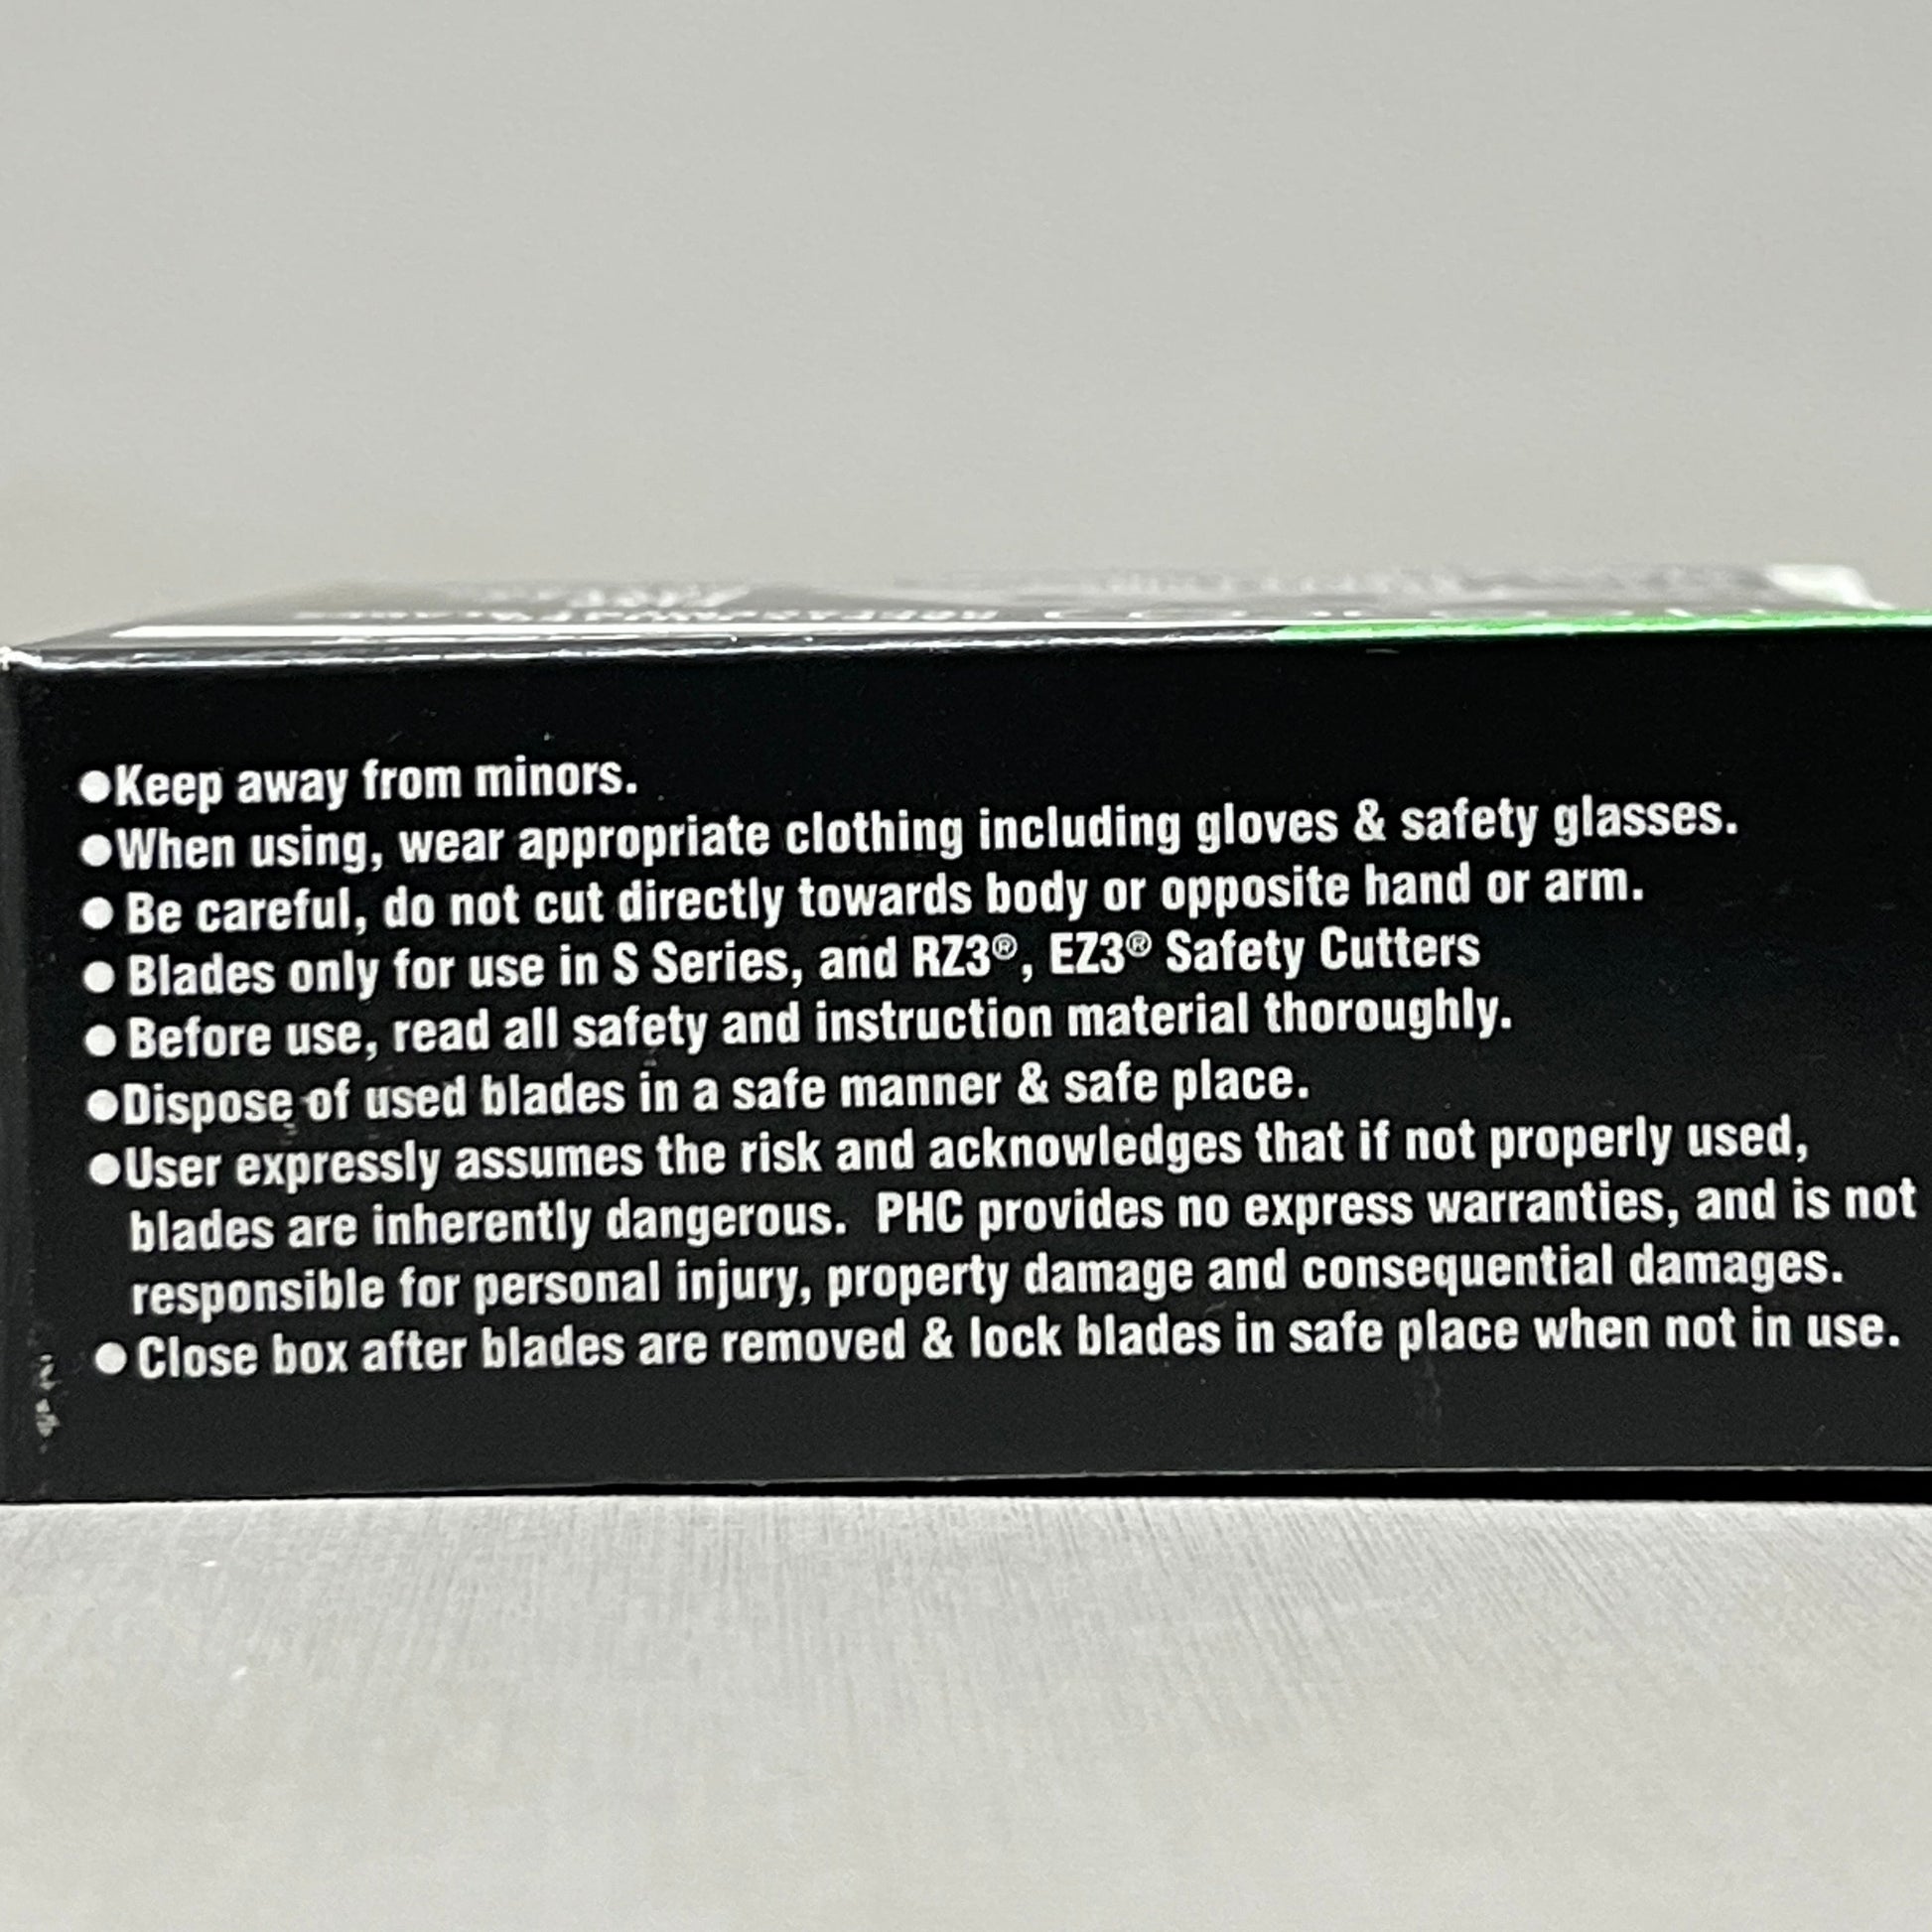 ●Keep away from minors.
●When using, wear appropriate clothing including gloves & safety glasses.
● Be careful, do not cut directly towards body or opposite hand or arm.
● Blades only for use in S Series, and RZ3®, EZ3® Safety Cutters
● Before use, read all safety and instruction material thoroughly.
●Dispose of used blades in a safe manner & safe place.
●User expressly assumes the risk and acknowledges that if not properly used,
blades are inherently dangerous. PHC provides no express warranties, and is not
responsible for personal injury, property damage and consequential damages.
● Close box after blades are removed & lock blades in safe place when not in use.